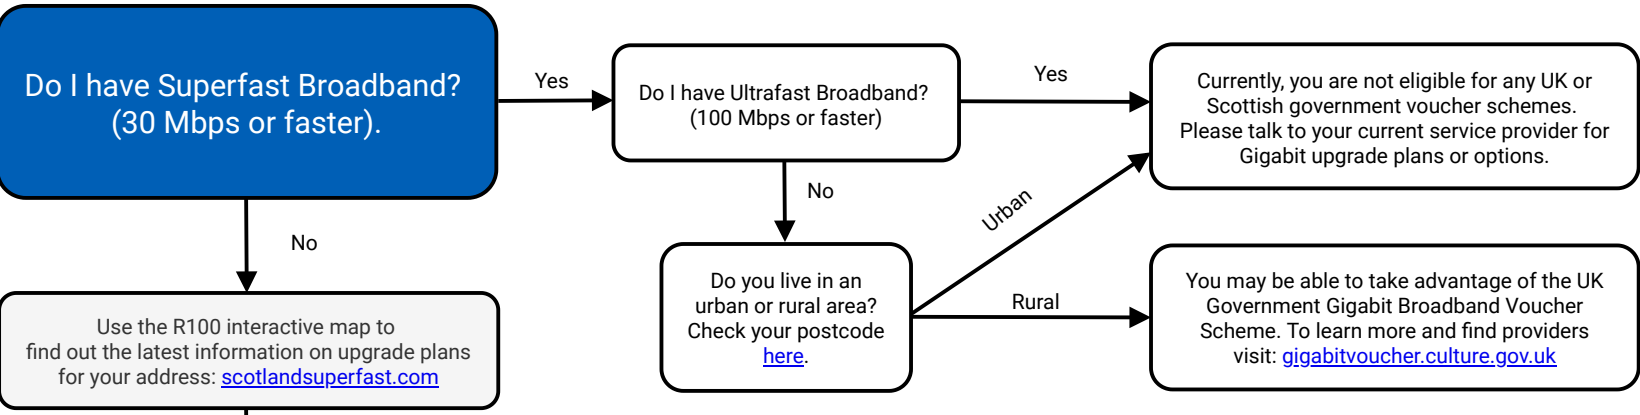 Do I have Superfast Broadband?
(30 Mbps or faster).
Yes
Do I have Ultrafast Broadband?
(100 Mbps or faster)
Yes
Currently, you are not eligible for any UK or
Scottish government voucher schemes.
Please talk to your current service provider for
Gigabit upgrade plans or options.
No
Urban
No
Do you live in an
urban or rural area?
Check your postcode
here.
Rural
You may be able to take advantage of the UK
Government Gigabit Broadband Voucher
Scheme. To learn more and find providers
visit: gigabitvoucher.culture.gov.uk
Use the R100 interactive map to
find out the latest information on upgrade plans
for your address: scotlandsuperfast.com